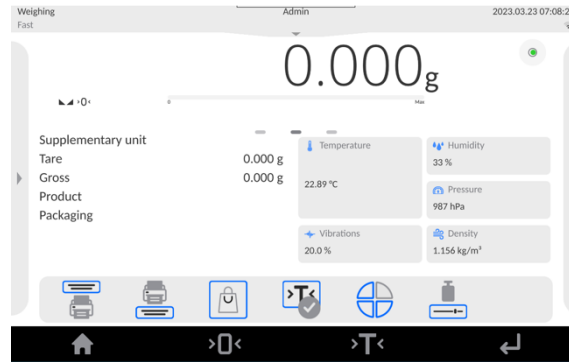 Weighing Admin 2023.03.23 07:08:2
Fast
0.000g
>0<
0 Max
Supplementary unit
Tare 0.000 g
Gross 0.000 g
Product
Packaging
Temperature
22.89 °C
Humidity
33 %
Pressure
987 hPa
Vibrations
20.0 %
Density
1.156 kg/m³
>T<
>0< >T<